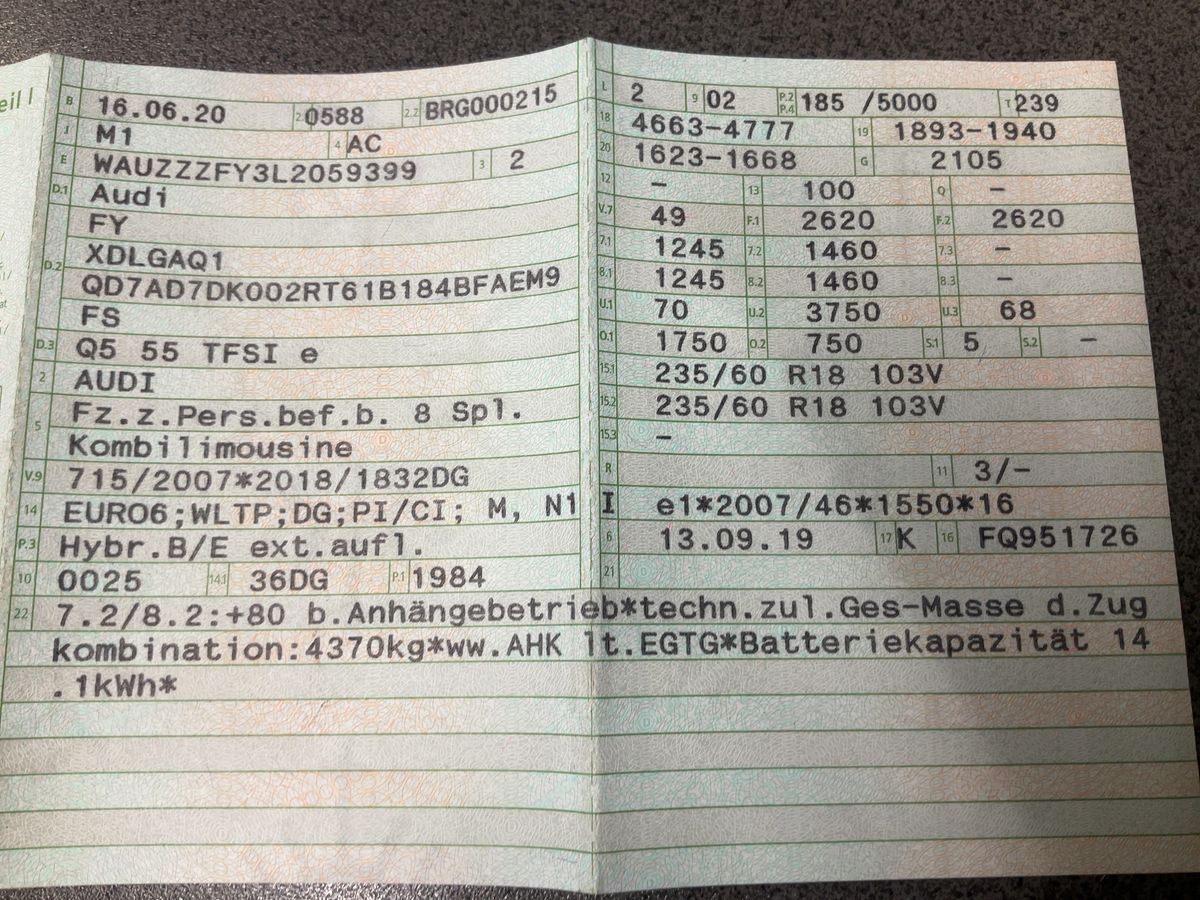 eil I
B 16.06.20 2.1 0588 2.2 BRG000215
J M1 4 AC
E WAUZZZFY3L2059399 3 2
D.1 Audi
D.2 FY
XDLGAQ1
QD7AD7DK002RT61B184BFAEM9
FS
D.3 Q5 55 TFSI e
2 AUDI
5 Fz.z.Pers.bef.b. 8 Spl.
Kombilimousine
V.9 715/2007*2018/1832DG
14 EURO6;WLTP;DG;PI/CI; M, N1 I
P.3 Hybr.B/E ext.aufl.
10 0025 14.1 36DG P.1 1984
L 2 9 02 P.2 P.4 185 /5000 T 239
18 4663-4777 19 1893-1940
20 1623-1668 G 2105
12 - 13 100 Q -
V.7 49 F.1 2620 F.2 2620
7.1 1245 7.2 1460 7.3 -
8.1 1245 8.2 1460 8.3 -
U.1 70 U.2 3750 U.3 68
O.1 1750 O.2 750 S.1 5 S.2 -
15.1 235/60 R18 103V
15.2 235/60 R18 103V
15.3 -
R 11 3/-
e1*2007/46*1550*16
6 13.09.19 17 K 16 FQ951726
21
22 7.2/8.2:+80 b.Anhängebetrieb*techn.zul.Ges-Masse d.Zug
kombination:4370kg*ww.AHK lt.EGTG*Batteriekapazität 14
.1kWh*